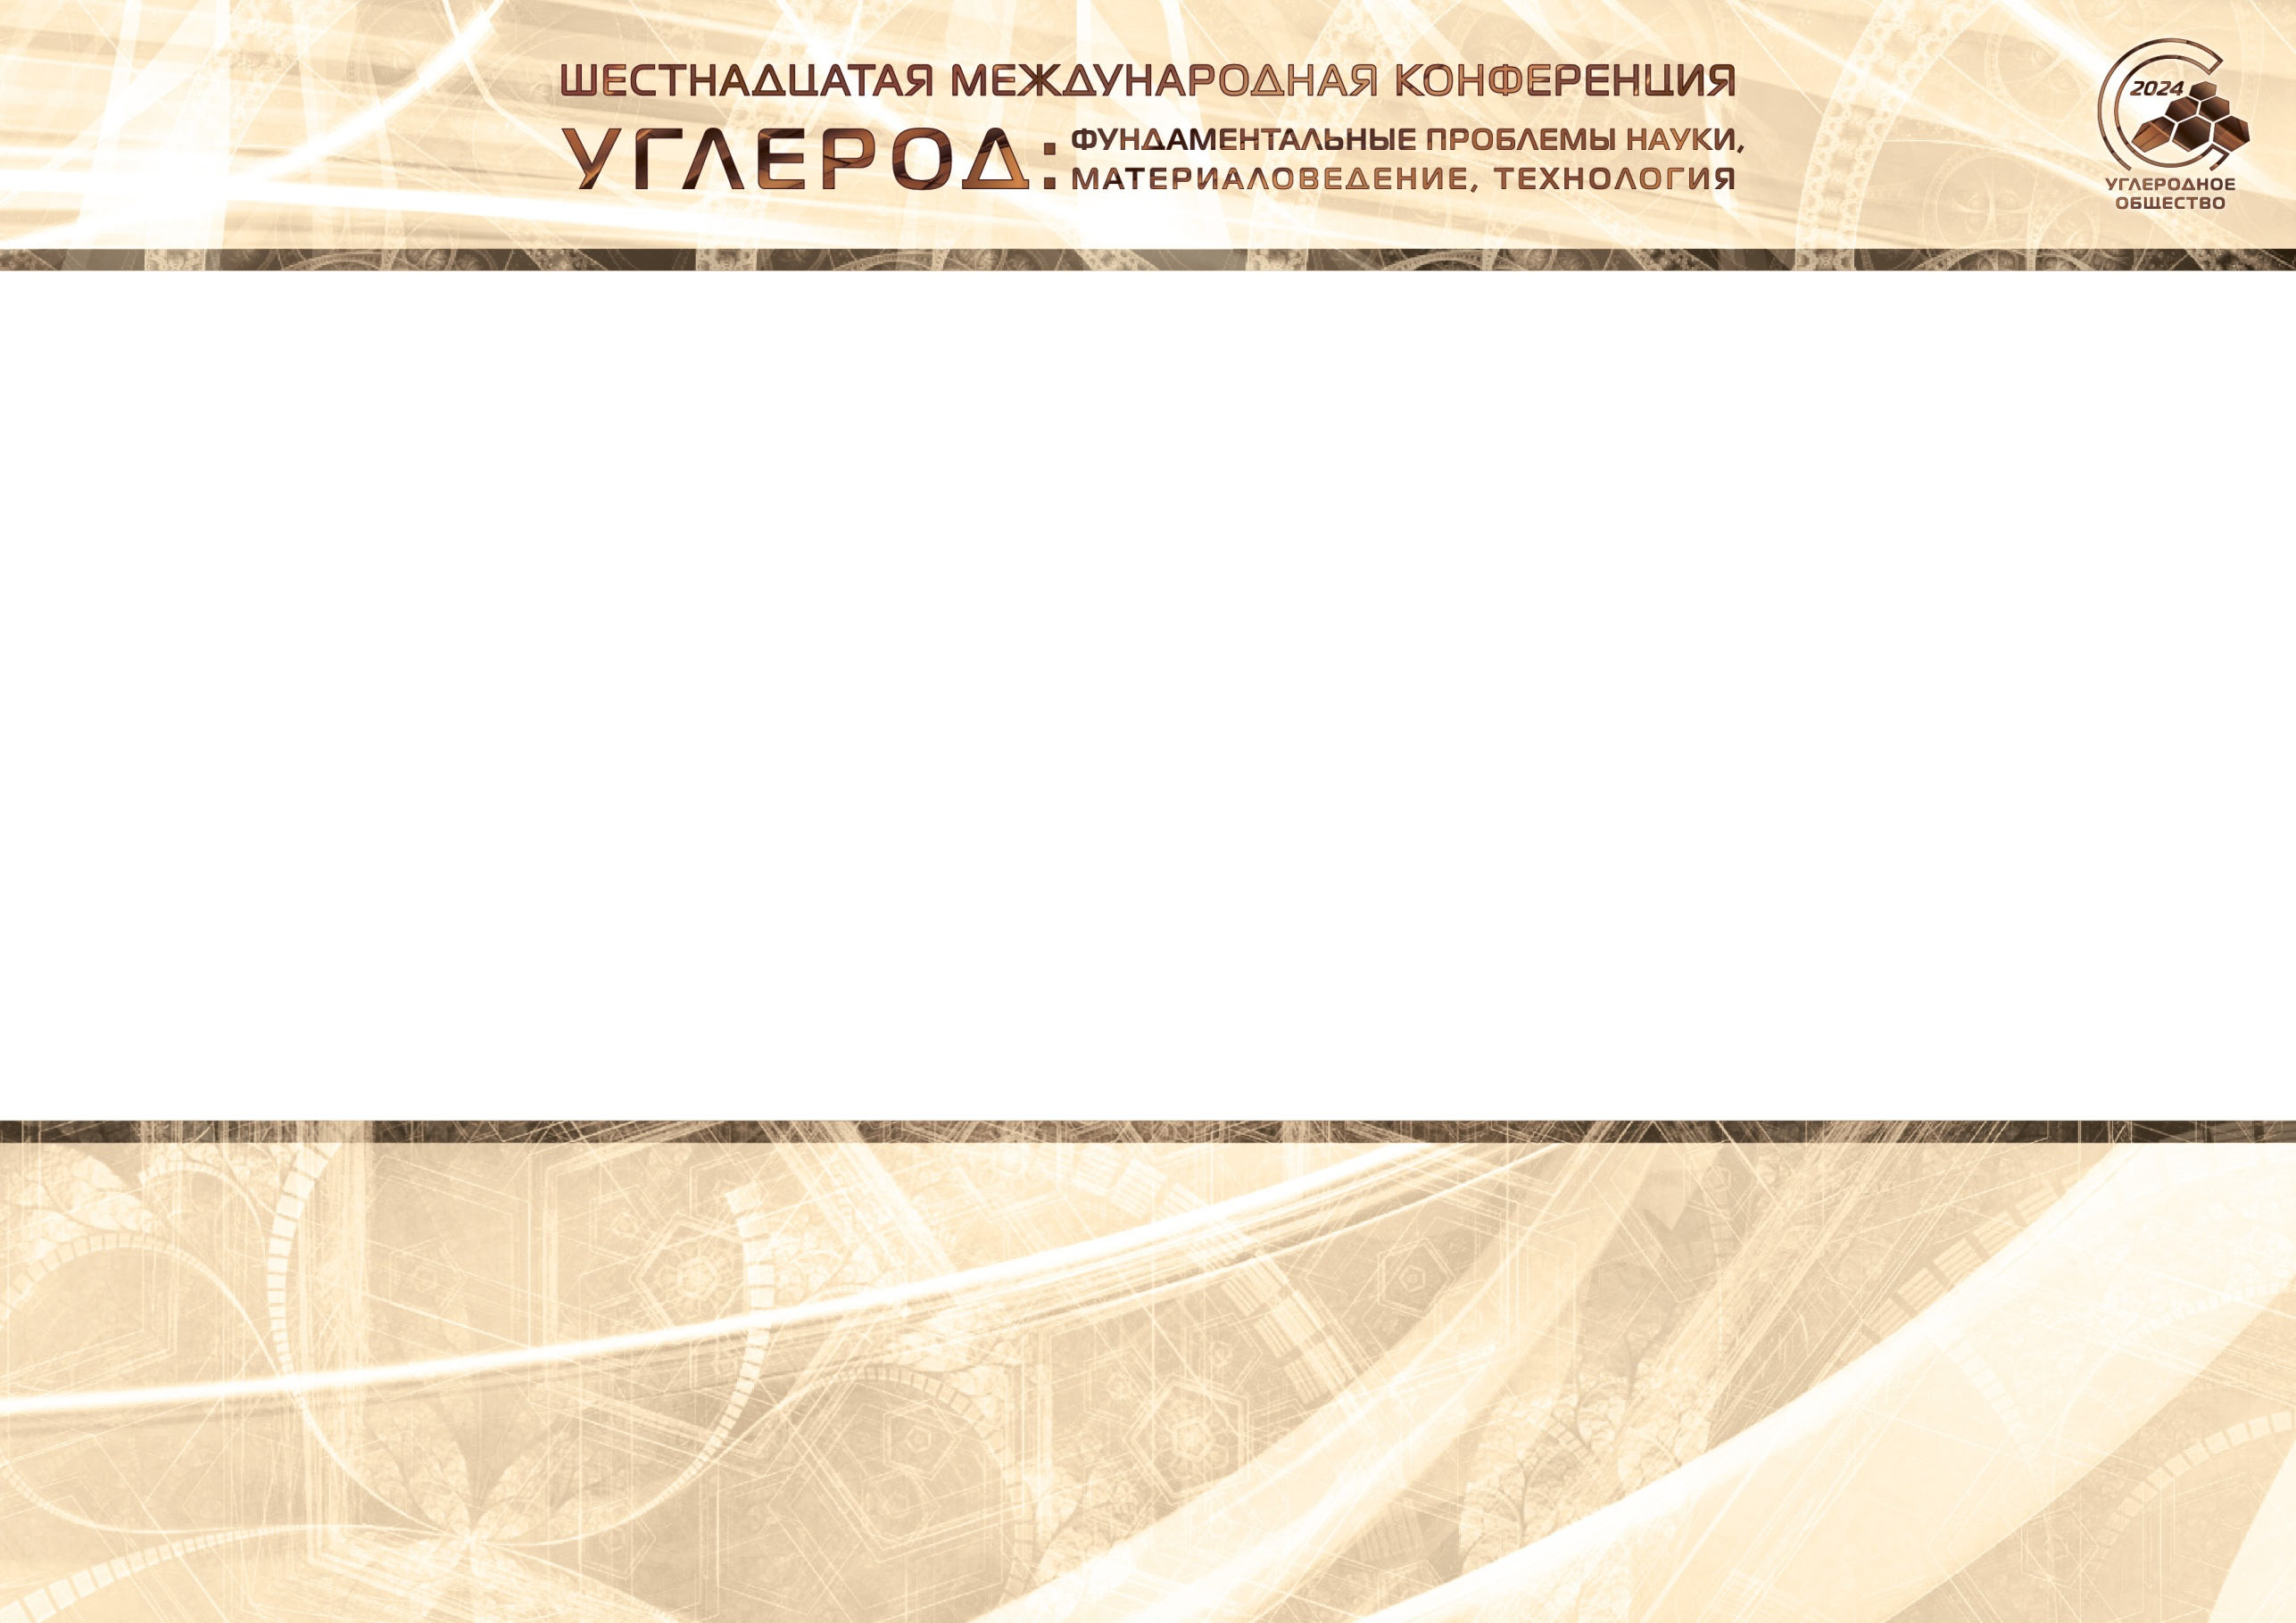 ШЕСТНАДЦАТАЯ МЕЖДУНАРОДНАЯ КОНФЕРЕНЦИЯ
УГЛЕРОД: ФУНДАМЕНТАЛЬНЫЕ ПРОБЛЕМЫ НАУКИ,
МАТЕРИАЛОВЕДЕНИЕ, ТЕХНОЛОГИЯ
2024
УГЛЕРОДНОЕ
ОБЩЕСТВО